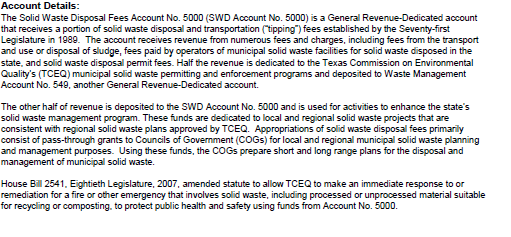 Account Details:
The Solid Waste Disposal Fees Account No. 5000 (SWD Account No. 5000) is a General Revenue-Dedicated account
that receives a portion of solid waste disposal and transportation ("tipping") fees established by the Seventy-first
Legislature in 1989.  The account receives revenue from numerous fees and charges, including fees from the transport
and use or disposal of sludge, fees paid by operators of municipal solid waste facilities for solid waste disposed in the
state, and solid waste disposal permit fees. Half the revenue is dedicated to the Texas Commission on Environmental
Quality's (TCEQ) municipal solid waste permitting and enforcement programs and deposited to Waste Management
Account No. 549, another General Revenue-Dedicated account.

The other half of revenue is deposited to the SWD Account No. 5000 and is used for activities to enhance the state's
solid waste management program. These funds are dedicated to local and regional solid waste projects that are
consistent with regional solid waste plans approved by TCEQ.  Appropriations of solid waste disposal fees primarily
consist of pass-through grants to Councils of Government (COGs) for local and regional municipal solid waste planning
and management purposes.  Using these funds, the COGs prepare short and long range plans for the disposal and
management of municipal solid waste.

House Bill 2541, Eightieth Legislature, 2007, amended statute to allow TCEQ to make an immediate response to or
remediation for a fire or other emergency that involves solid waste, including processed or unprocessed material suitable
for recycling or composting, to protect public health and safety using funds from Account No. 5000.